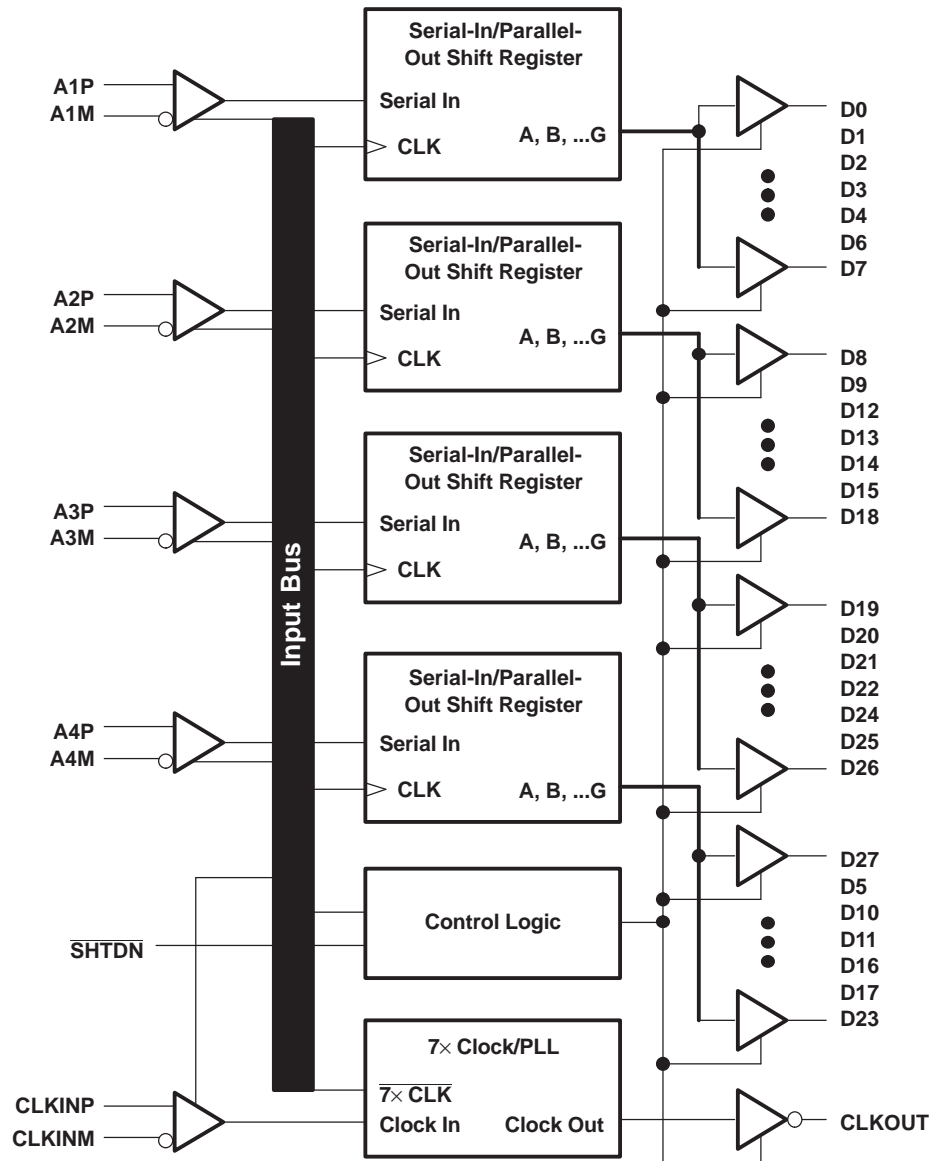 Serial-In/Parallel-
Out Shift Register
A1P
A1M
Serial In
CLK
A, B, ...G
D0
D1
D2
D3
D4
D6
D7
Serial-In/Parallel-
Out Shift Register
A2P
A2M
Serial In
CLK
A, B, ...G
D8
D9
D12
D13
D14
D15
D18
Serial-In/Parallel-
Out Shift Register
A3P
A3M
Serial In
CLK
A, B, ...G
D19
D20
D21
D22
D24
D25
D26
Input Bus
Serial-In/Parallel-
Out Shift Register
A4P
A4M
Serial In
CLK
A, B, ...G
D27
D5
D10
D11
D16
D17
D23
Control Logic
SHTDN
7× Clock/PLL
7× CLK
CLKINP
CLKINM
Clock In
Clock Out
CLKOUT